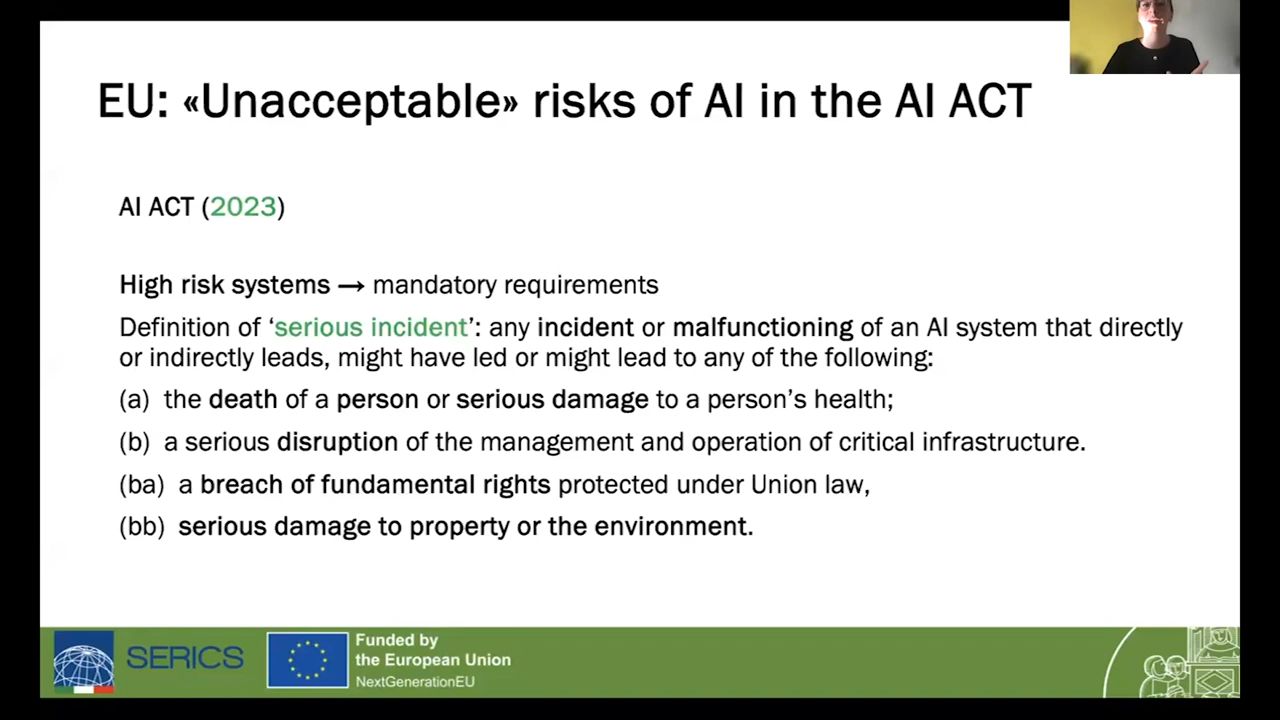 EU: «Unacceptable» risks of AI in the AI ACT
AI ACT (2023)
High risk systems → mandatory requirements
Definition of ‘serious incident’: any incident or malfunctioning of an AI system that directly
or indirectly leads, might have led or might lead to any of the following:
(a) the death of a person or serious damage to a person’s health;
(b) a serious disruption of the management and operation of critical infrastructure.
(ba) a breach of fundamental rights protected under Union law,
(bb) serious damage to property or the environment.
SERICS
Funded by
the European Union
NextGenerationEU